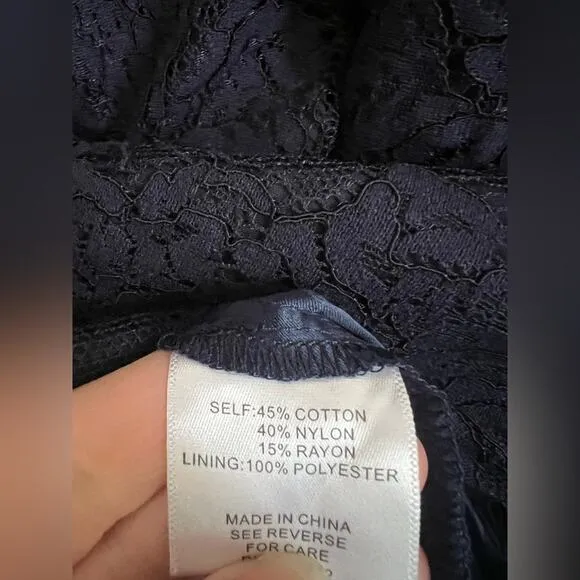 SELF:45% COTTON
40% NYLON
15% RAYON
LINING:100% POLYESTER
MADE IN CHINA
SEE REVERSE
FOR CARE